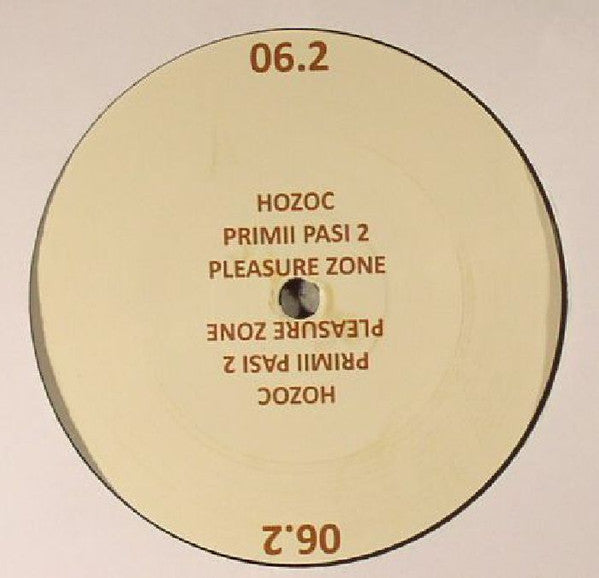 06.2
HOZOC
PRIMII PASI 2
PLEASURE ZONE
PLEASURE ZONE
PRIMII PASI 2
HOZOC
06.2